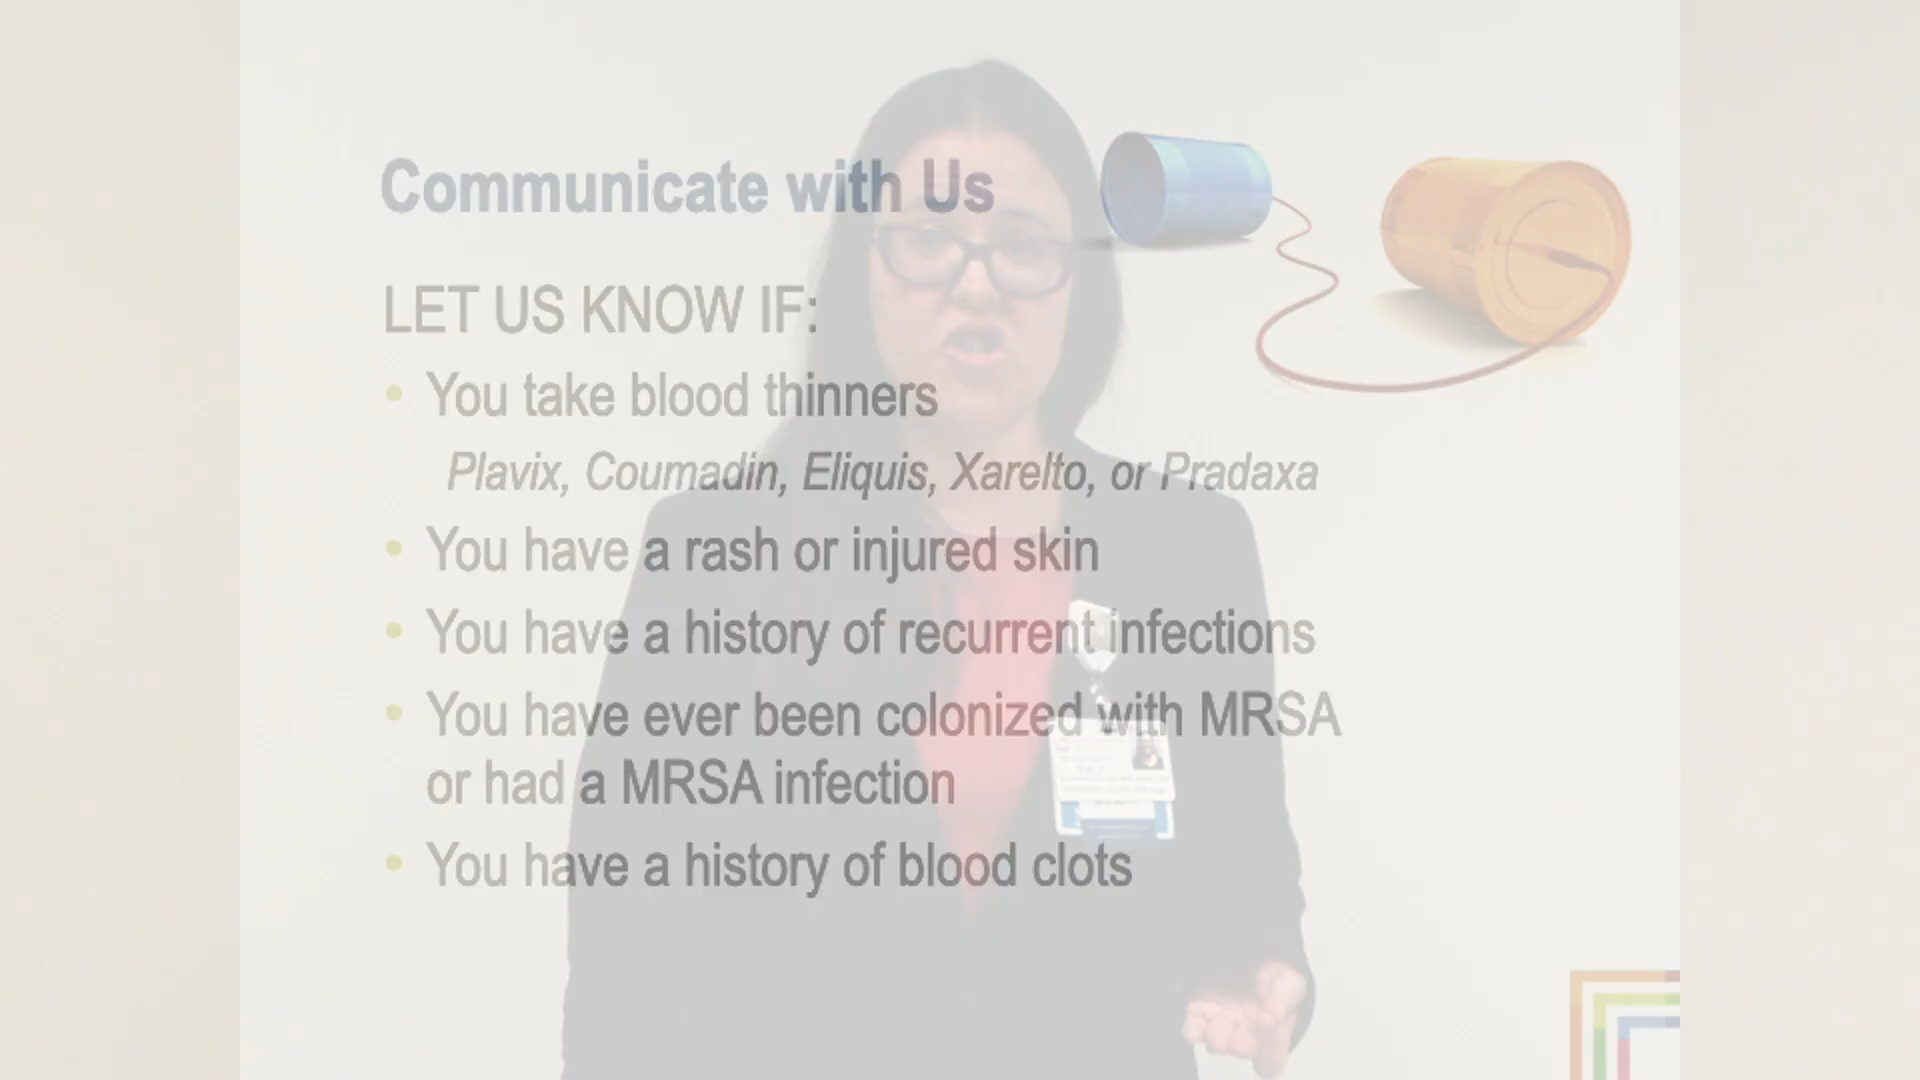 Communicate with Us
LET US KNOW IF:
• You take blood thinners
Plavix, Coumadin, Eliquis, Xarelto, or Pradaxa
• You have a rash or injured skin
• You have a history of recurrent infections
• You have ever been colonized with MRSA
or had a MRSA infection
• You have a history of blood clots